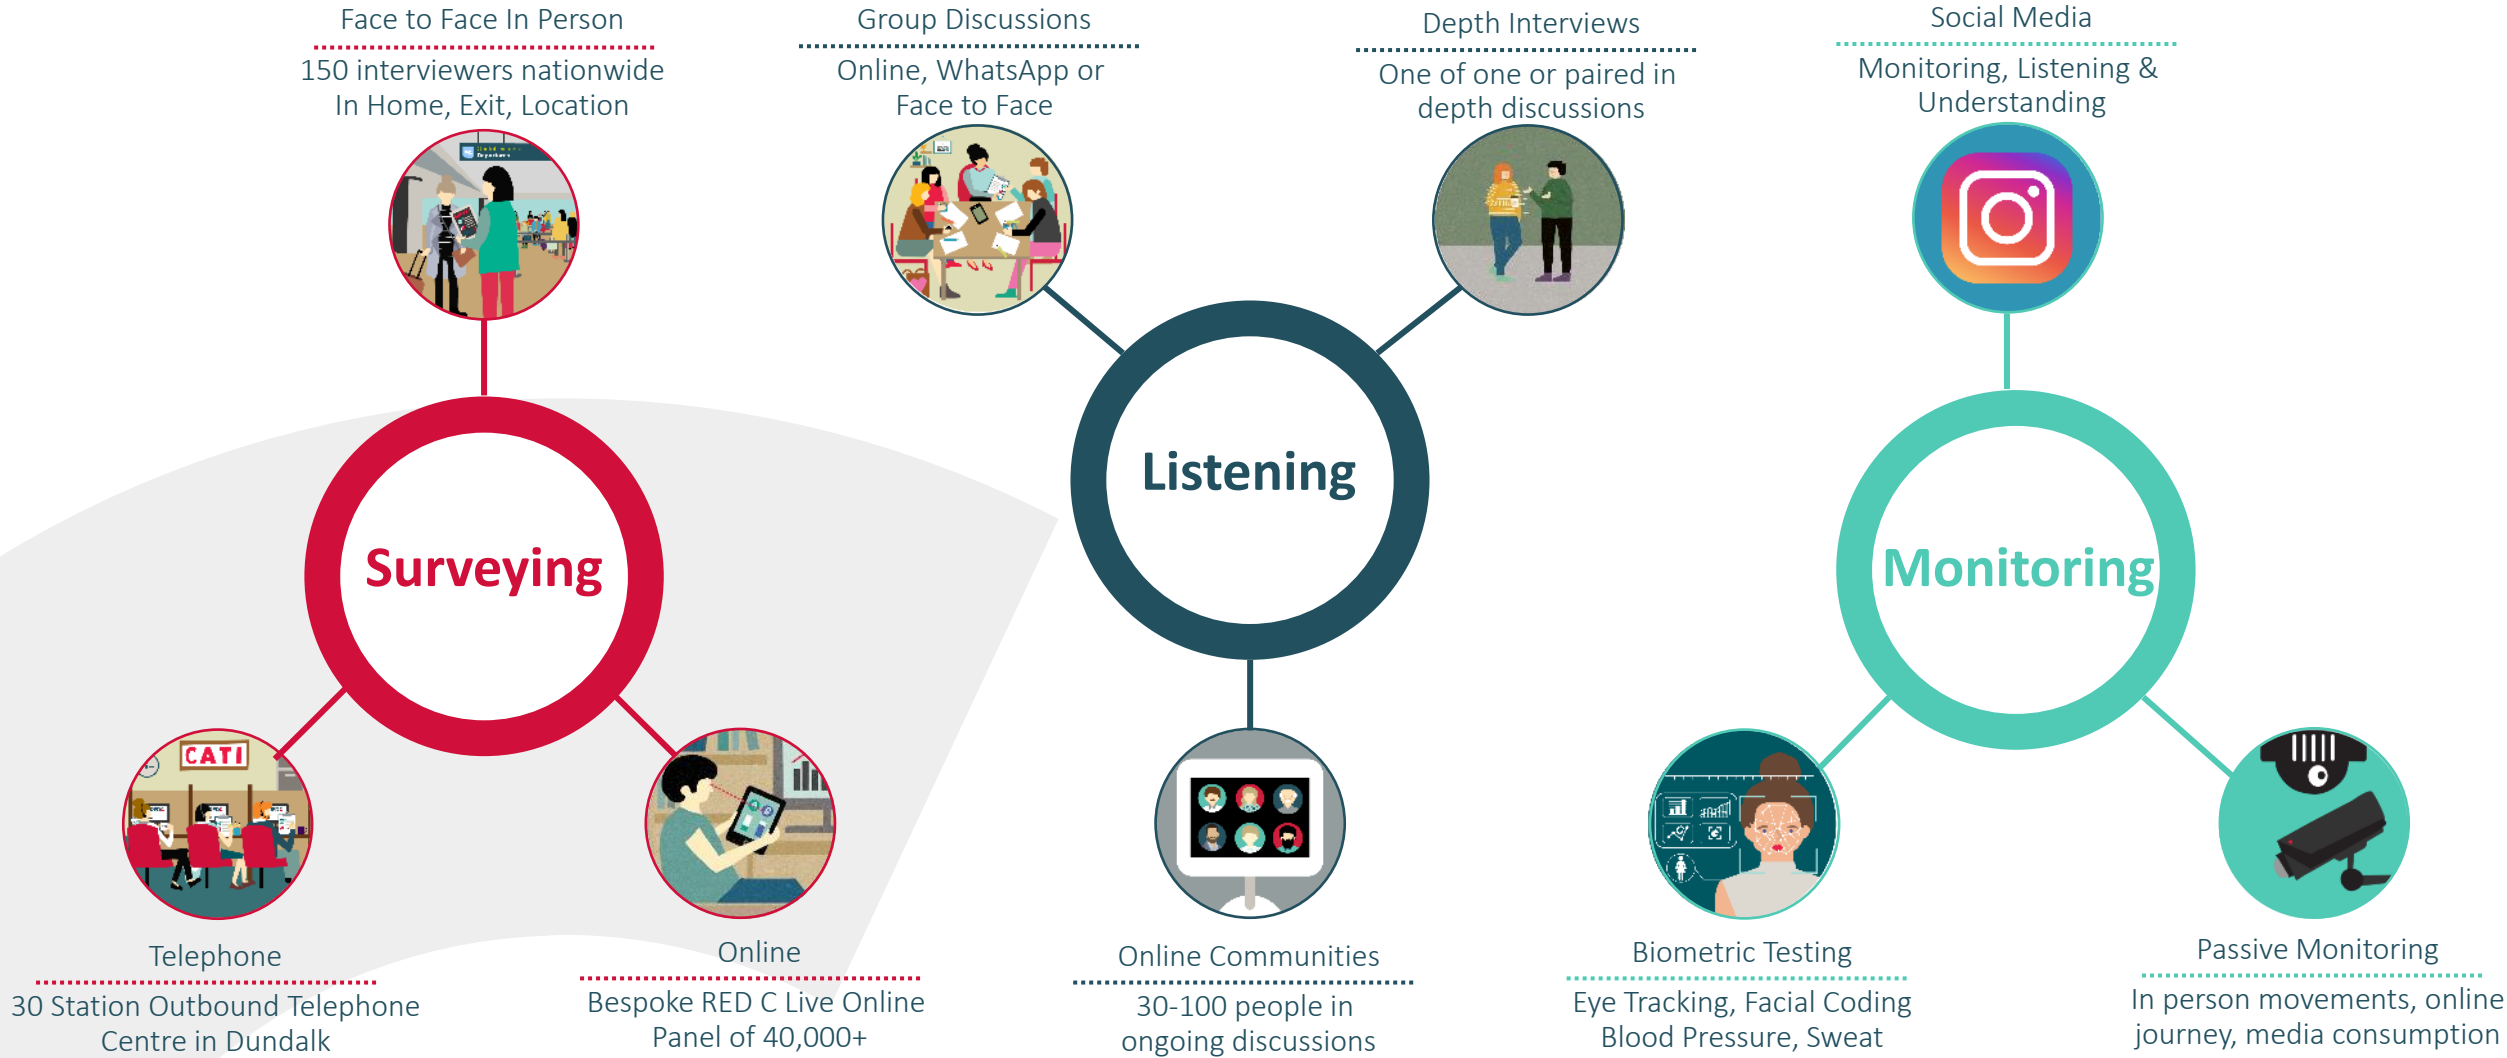 Face to Face In Person
150 interviewers nationwide
In Home, Exit, Location
Group Discussions
Online, WhatsApp or
Face to Face
Depth Interviews
One of one or paired in
depth discussions
Social Media
Monitoring, Listening &
Understanding
Surveying
Listening
Monitoring
CATI
Telephone
30 Station Outbound Telephone
Centre in Dundalk
Online
Bespoke RED C Live Online
Panel of 40,000+
Online Communities
30-100 people in
ongoing discussions
Biometric Testing
Eye Tracking, Facial Coding
Blood Pressure, Sweat
Passive Monitoring
In person movements, online
journey, media consumption